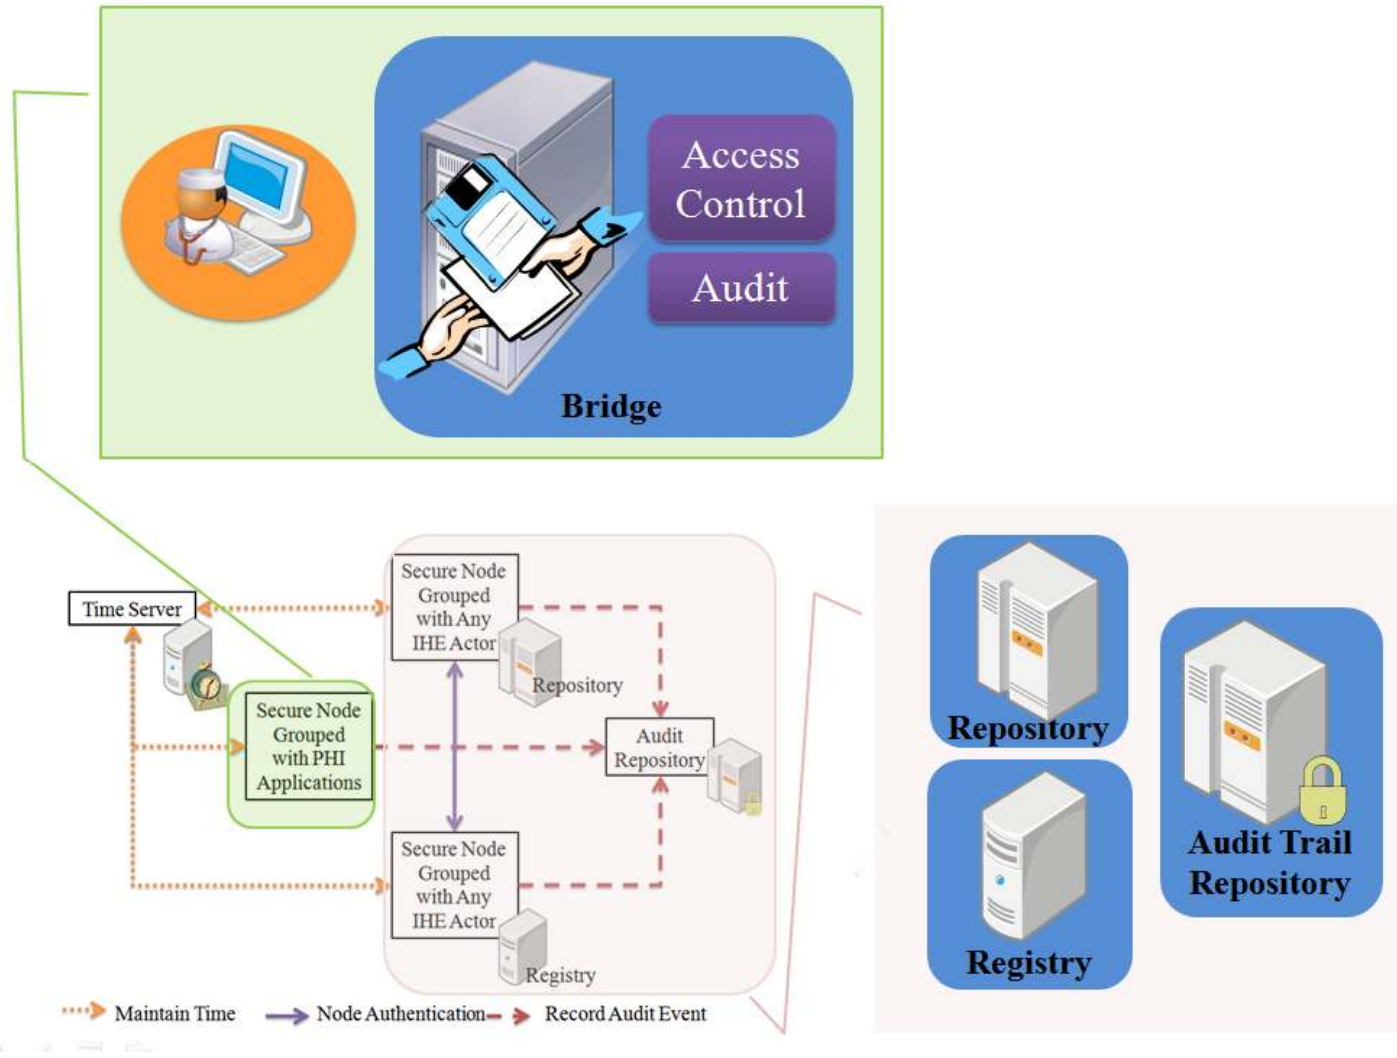 Access
Control
Audit
Bridge
Time Server
Secure Node
Grouped
with Any
IHE Actor
Repository
Secure Node
Grouped
with PHI
Applications
Audit
Repository
Secure Node
Grouped
with Any
IHE Actor
Registry
Maintain Time
Node Authentication
Record Audit Event
Repository
Registry
Audit Trail
Repository